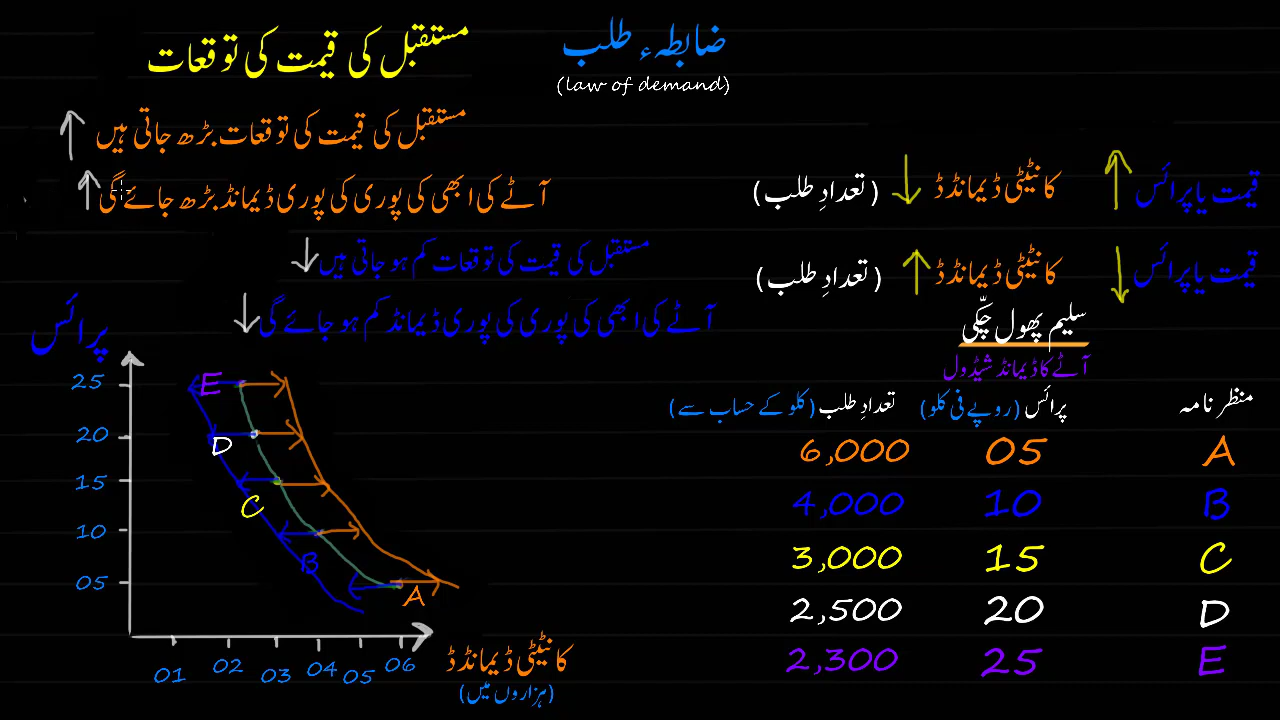 ضابطہء طلب
(law of demand)
مستقبل کی قیمت کی توقعات
مستقبل کی قیمت کی توقعات بڑھ جاتی ہیں
آٹے کی ابھی کی پوری کی پوری ڈیمانڈ بڑھ جائے گی
مستقبل کی قیمت کی توقعات کم ہو جاتی ہیں
آٹے کی ابھی کی پوری کی پوری ڈیمانڈ کم ہو جائے گی
قیمت یا پرائس ↑ کانٹیٹی ڈیمانڈڈ ↓ (تعدادِ طلب)
قیمت یا پرائس ↓ کانٹیٹی ڈیمانڈڈ ↑ (تعدادِ طلب)
سلیم پھول چکّی
آٹے کا ڈیمانڈ شیڈول
منظر نامہ پرائس (روپے فی کلو) تعدادِ طلب (کلو کے حساب سے)
A 05 6,000
B 10 4,000
C 15 3,000
D 20 2,500
E 25 2,300
پرائس
25
20
15
10
05
E
D
C
B
A
01 02 03 04 05 06
کانٹیٹی ڈیمانڈڈ
(ہزاروں میں)